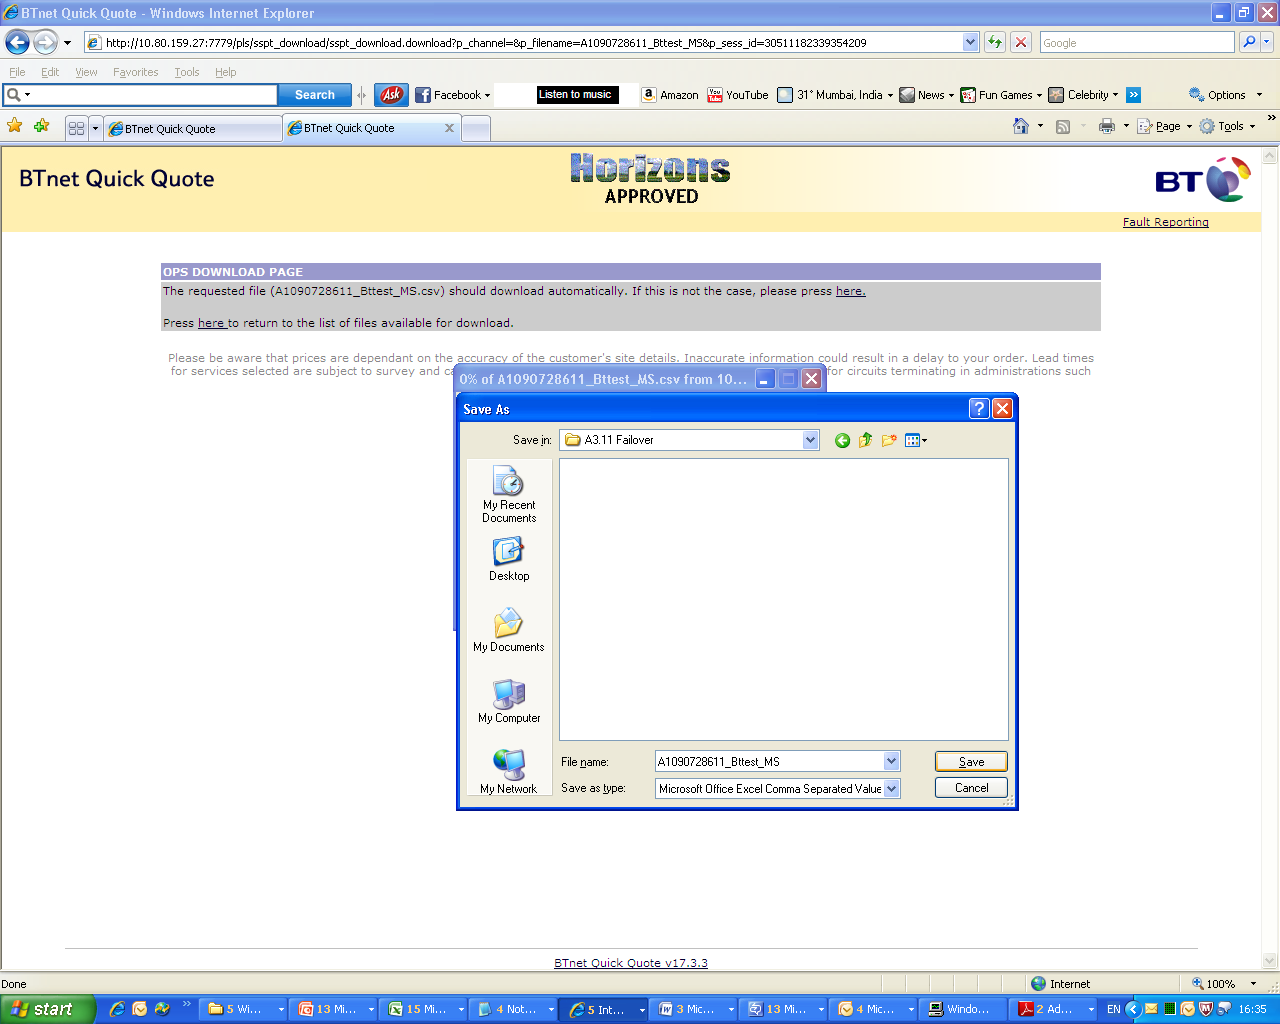 BTnet Quick Quote - Windows Internet Explorer
http://10.80.159.27:7779/pls/sspt_download/sspt_download.download?p_channel=&p_filename=A1090728611_Bttest_MS&p_sess_id=30511182339354209
Google
File Edit View Favorites Tools Help
Search Ask Facebook Listen to music Amazon YouTube 31° Mumbai, India News Fun Games Celebrity Options
BTnet Quick Quote BTnet Quick Quote Page Tools
BTnet Quick Quote
Horizons
APPROVED
BT
Fault Reporting
OPS DOWNLOAD PAGE
The requested file (A1090728611_Bttest_MS.csv) should download automatically. If this is not the case, please press here.
Press here to return to the list of files available for download.
Please be aware that prices are dependant on the accuracy of the customer's site details. Inaccurate information could result in a delay to your order. Lead times
for services selected are subject to survey and ca for circuits terminating in administrations such
0% of A1090728611_Bttest_MS.csv from 10...
Save As
Save in: A3.11 Failover
My Recent
Documents
Desktop
My Documents
My Computer
My Network
File name: A1090728611_Bttest_MS Save
Save as type: Microsoft Office Excel Comma Separated Value Cancel
BTnet Quick Quote v17.3.3
Done Internet 100%
start 5 Wi... 13 Mi... 15 Mi... 4 Not... 5 Int... 3 Micr... 13 Mi... 4 Micr... Windo... 2 Ad... EN 16:35